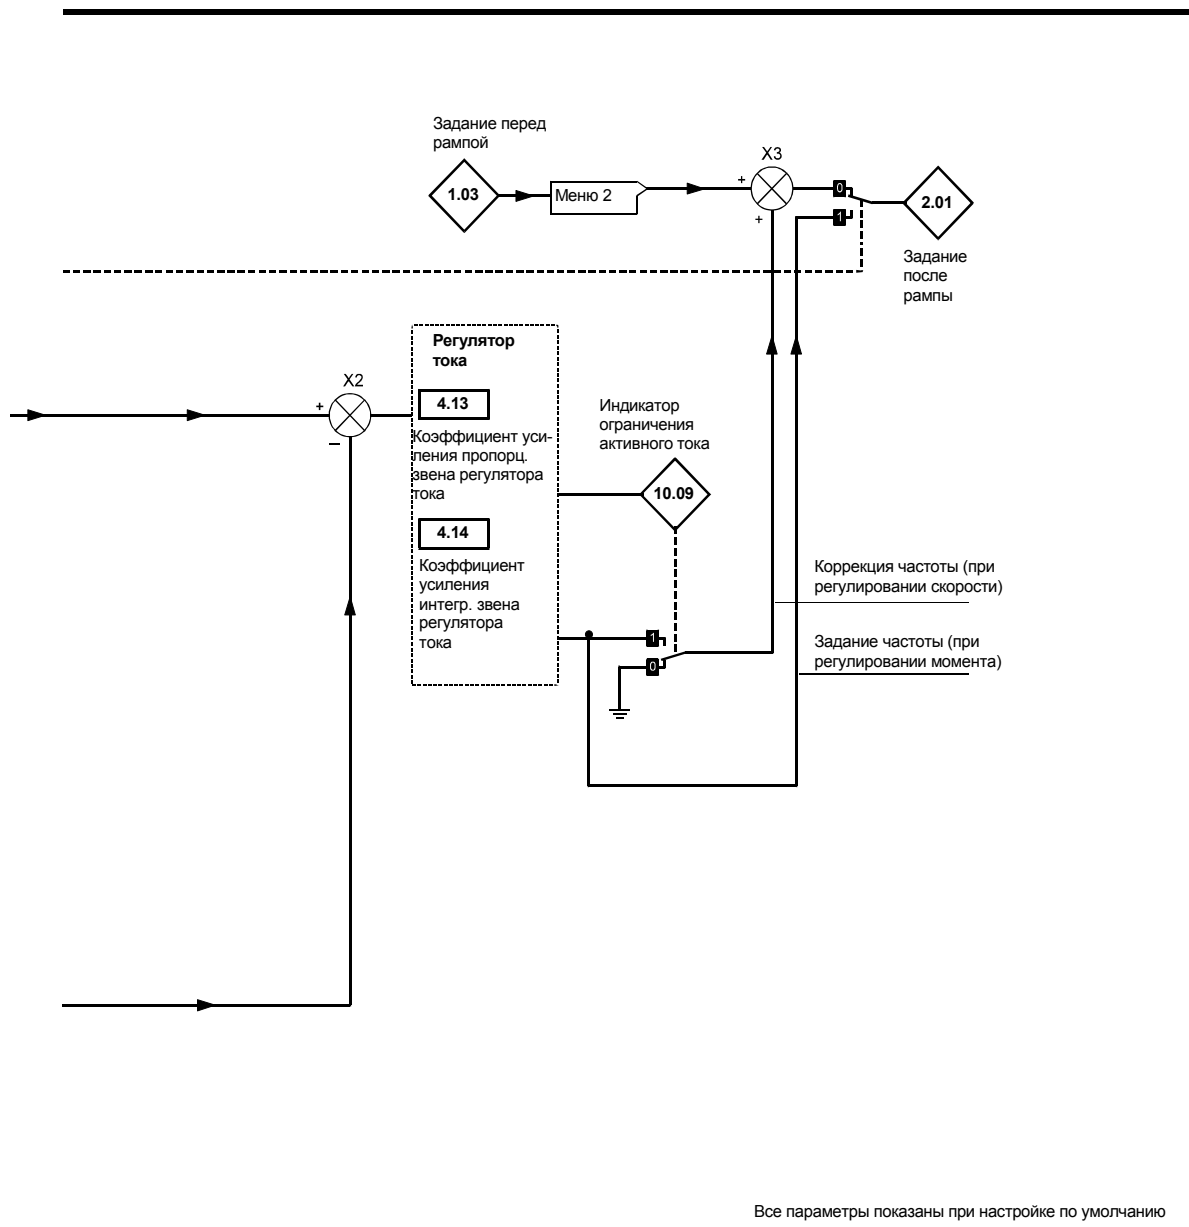 Задание перед
рампой
X3
1.03
Меню 2
+
+
0
1
2.01
Задание
после
рампы
Регулятор
тока
X2
+
–
4.13
Коэффициент уси-
ления пропорц.
звена регулятора
тока
4.14
Коэффициент
усиления
интегр. звена
регулятора
тока
Индикатор
ограничения
активного тока
10.09
1
0
Коррекция частоты (при
регулировании скорости)
Задание частоты (при
регулировании момента)
Все параметры показаны при настройке по умолчанию